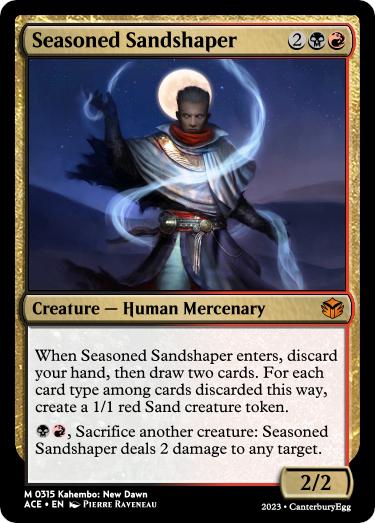 Seasoned Sandshaper 2
Creature — Human Mercenary
When Seasoned Sandshaper enters, discard
your hand, then draw two cards. For each
card type among cards discarded this way,
create a 1/1 red Sand creature token.
, Sacrifice another creature: Seasoned
Sandshaper deals 2 damage to any target.
2/2
M 0315 Kahembo: New Dawn
ACE • EN Pierre Raveneau
2023 • CanterburyEgg